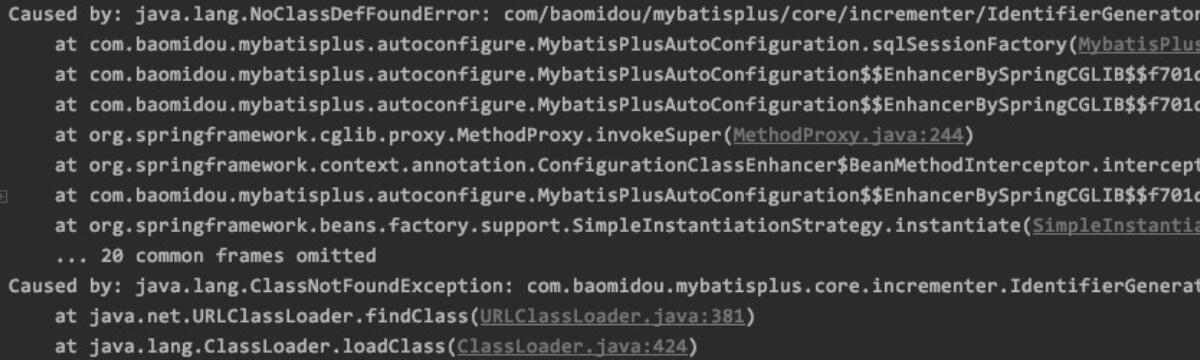 Caused by: java.lang.NoClassDefFoundError: com/baomidou/mybatisplus/core/incrementer/IdentifierGenerato
    at com.baomidou.mybatisplus.autoconfigure.MybatisPlusAutoConfiguration.sqlSessionFactory(MybatisPlus
    at com.baomidou.mybatisplus.autoconfigure.MybatisPlusAutoConfiguration$$EnhancerBySpringCGLIB$$f701c
    at com.baomidou.mybatisplus.autoconfigure.MybatisPlusAutoConfiguration$$EnhancerBySpringCGLIB$$f701c
    at org.springframework.cglib.proxy.MethodProxy.invokeSuper(MethodProxy.java:244)
    at org.springframework.context.annotation.ConfigurationClassEnhancer$BeanMethodInterceptor.intercept
    at com.baomidou.mybatisplus.autoconfigure.MybatisPlusAutoConfiguration$$EnhancerBySpringCGLIB$$f701c
    at org.springframework.beans.factory.support.SimpleInstantiationStrategy.instantiate(SimpleInstantia
    ... 20 common frames omitted
Caused by: java.lang.ClassNotFoundException: com.baomidou.mybatisplus.core.incrementer.IdentifierGenerat
    at java.net.URLClassLoader.findClass(URLClassLoader.java:381)
    at java.lang.ClassLoader.loadClass(ClassLoader.java:424)